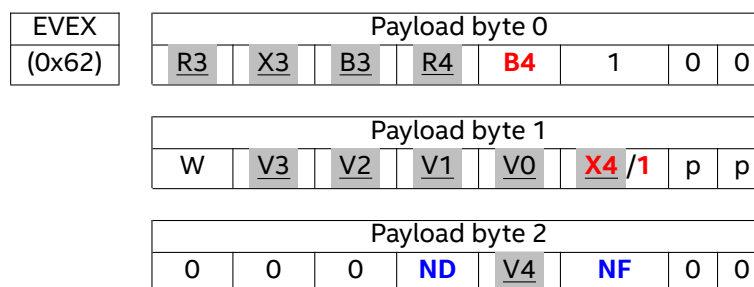 EVEX Payload byte 0
(0x62) R3 X3 B3 R4 B4 1 0 0
Payload byte 1
W V3 V2 V1 V0 X4/1 p p
Payload byte 2
0 0 0 ND V4 NF 0 0